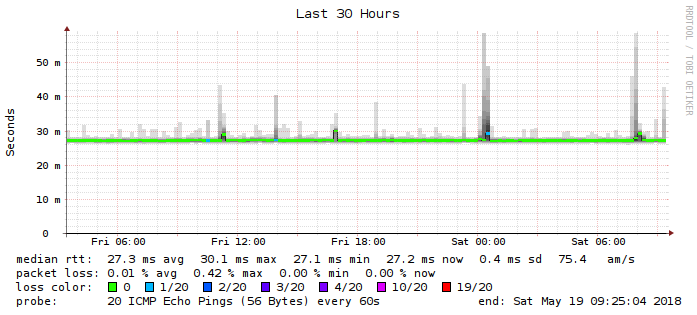 Last 30 Hours
RRDTOOL / TOBI OETIKER
Seconds
50 m
40 m
30 m
20 m
10 m
0
Fri 06:00 Fri 12:00 Fri 18:00 Sat 00:00 Sat 06:00
median rtt: 27.3 ms avg 30.1 ms max 27.1 ms min 27.2 ms now 0.4 ms sd 75.4 am/s
packet loss: 0.01 % avg 0.42 % max 0.00 % min 0.00 % now
loss color: 0 1/20 2/20 3/20 4/20 10/20 19/20
probe: 20 ICMP Echo Pings (56 Bytes) every 60s end: Sat May 19 09:25:04 2018